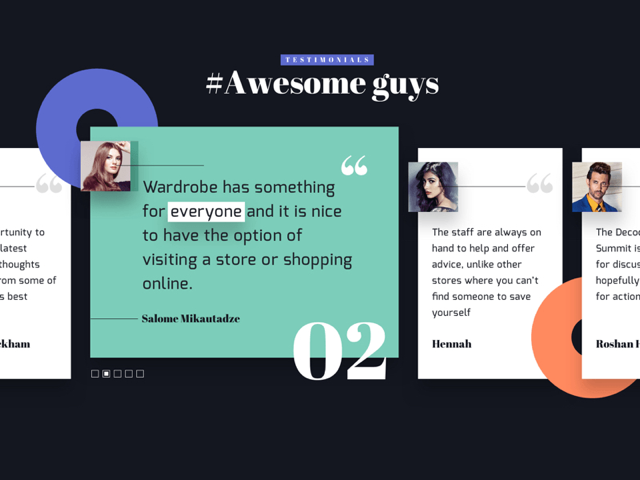 TESTIMONIALS
#Awesome guys
rtunity to
latest
thoughts
rom some of
s best
kham
“
Wardrobe has something
for everyone and it is nice
to have the option of
visiting a store or shopping
online.
Salome Mikautadze
02
“
The staff are always on
hand to help and offer
advice, unlike other
stores where you can't
find someone to save
yourself
Hennah
The Deco
Summit i
for discus
hopefully
for action
Roshan